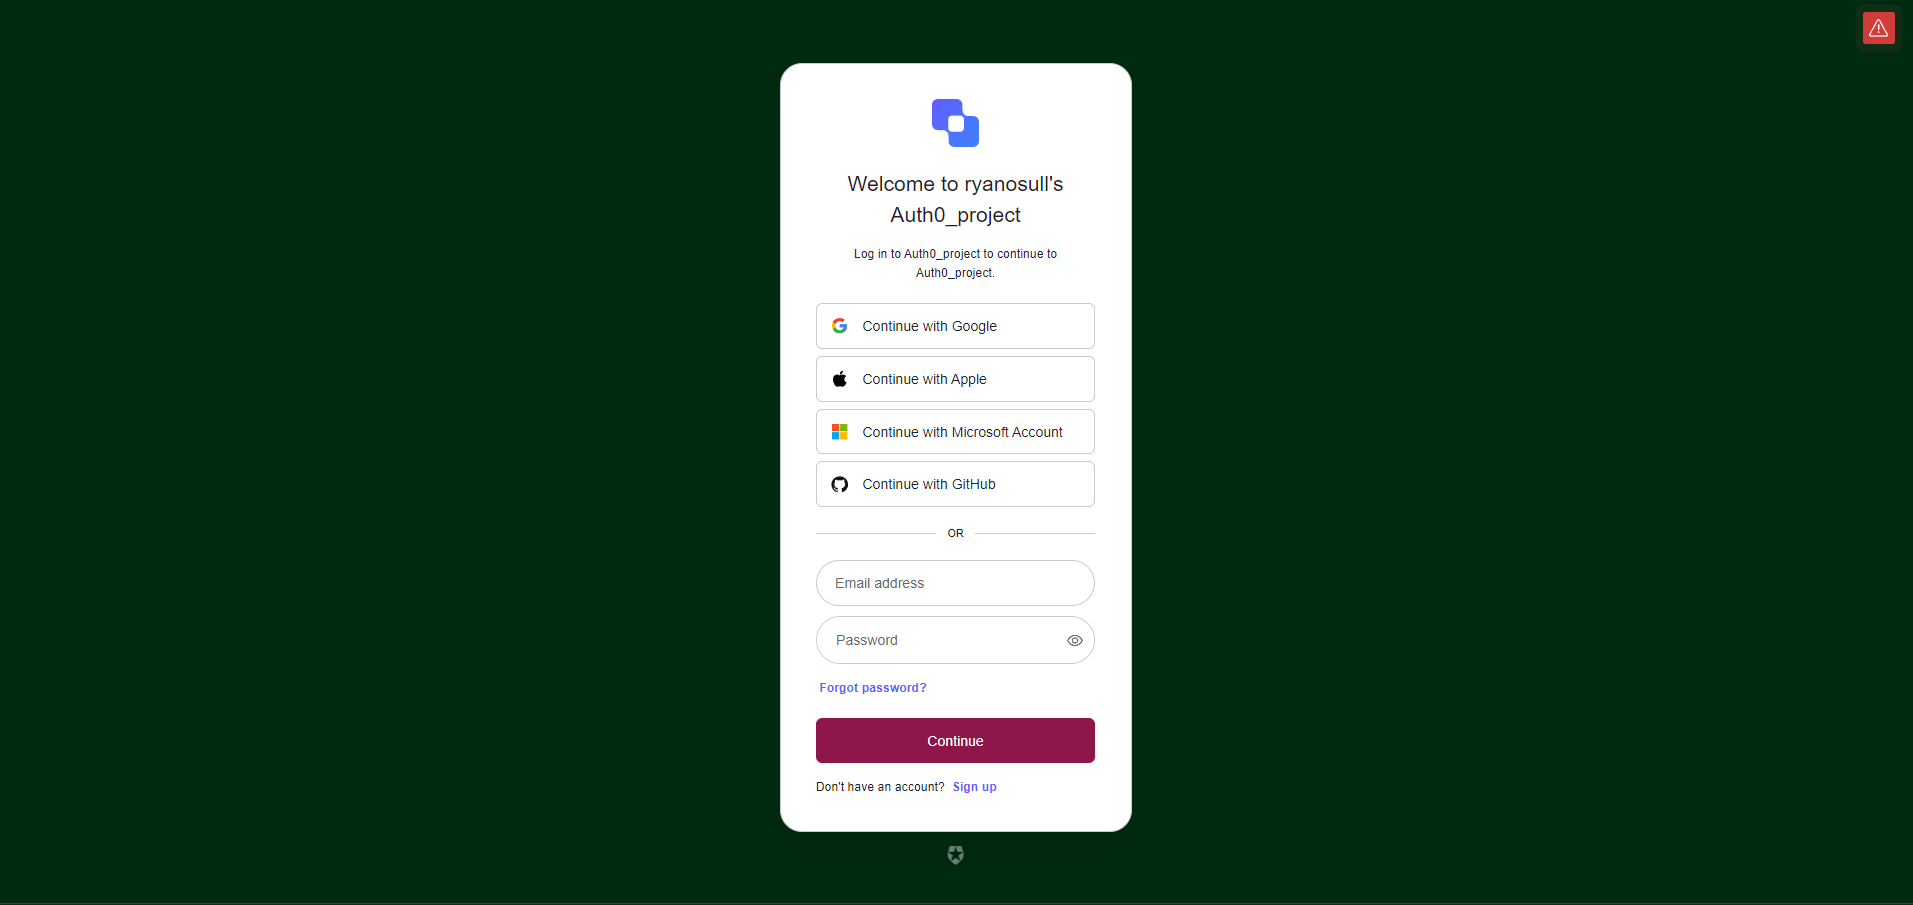 Welcome to ryanosull's
Auth0_project
Log in to Auth0_project to continue to
Auth0_project.
Continue with Google
Continue with Apple
Continue with Microsoft Account
Continue with GitHub
OR
Email address
Password
Forgot password?
Continue
Don't have an account? Sign up